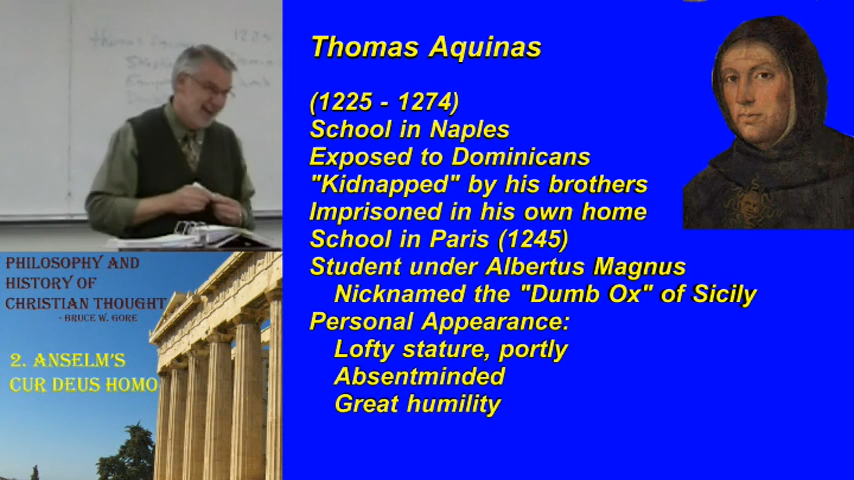 Thomas Aquinas
(1225 - 1274)
School in Naples
Exposed to Dominicans
"Kidnapped" by his brothers
Imprisoned in his own home
School in Paris (1245)
Student under Albertus Magnus
Nicknamed the "Dumb Ox" of Sicily
Personal Appearance:
Lofty stature, portly
Absentminded
Great humility
Thomas
1225
PHILOSOPHY AND
HISTORY OF
CHRISTIAN THOUGHT
- BRUCE W. GORE
2. ANSELM'S
CUR DEUS HOMO